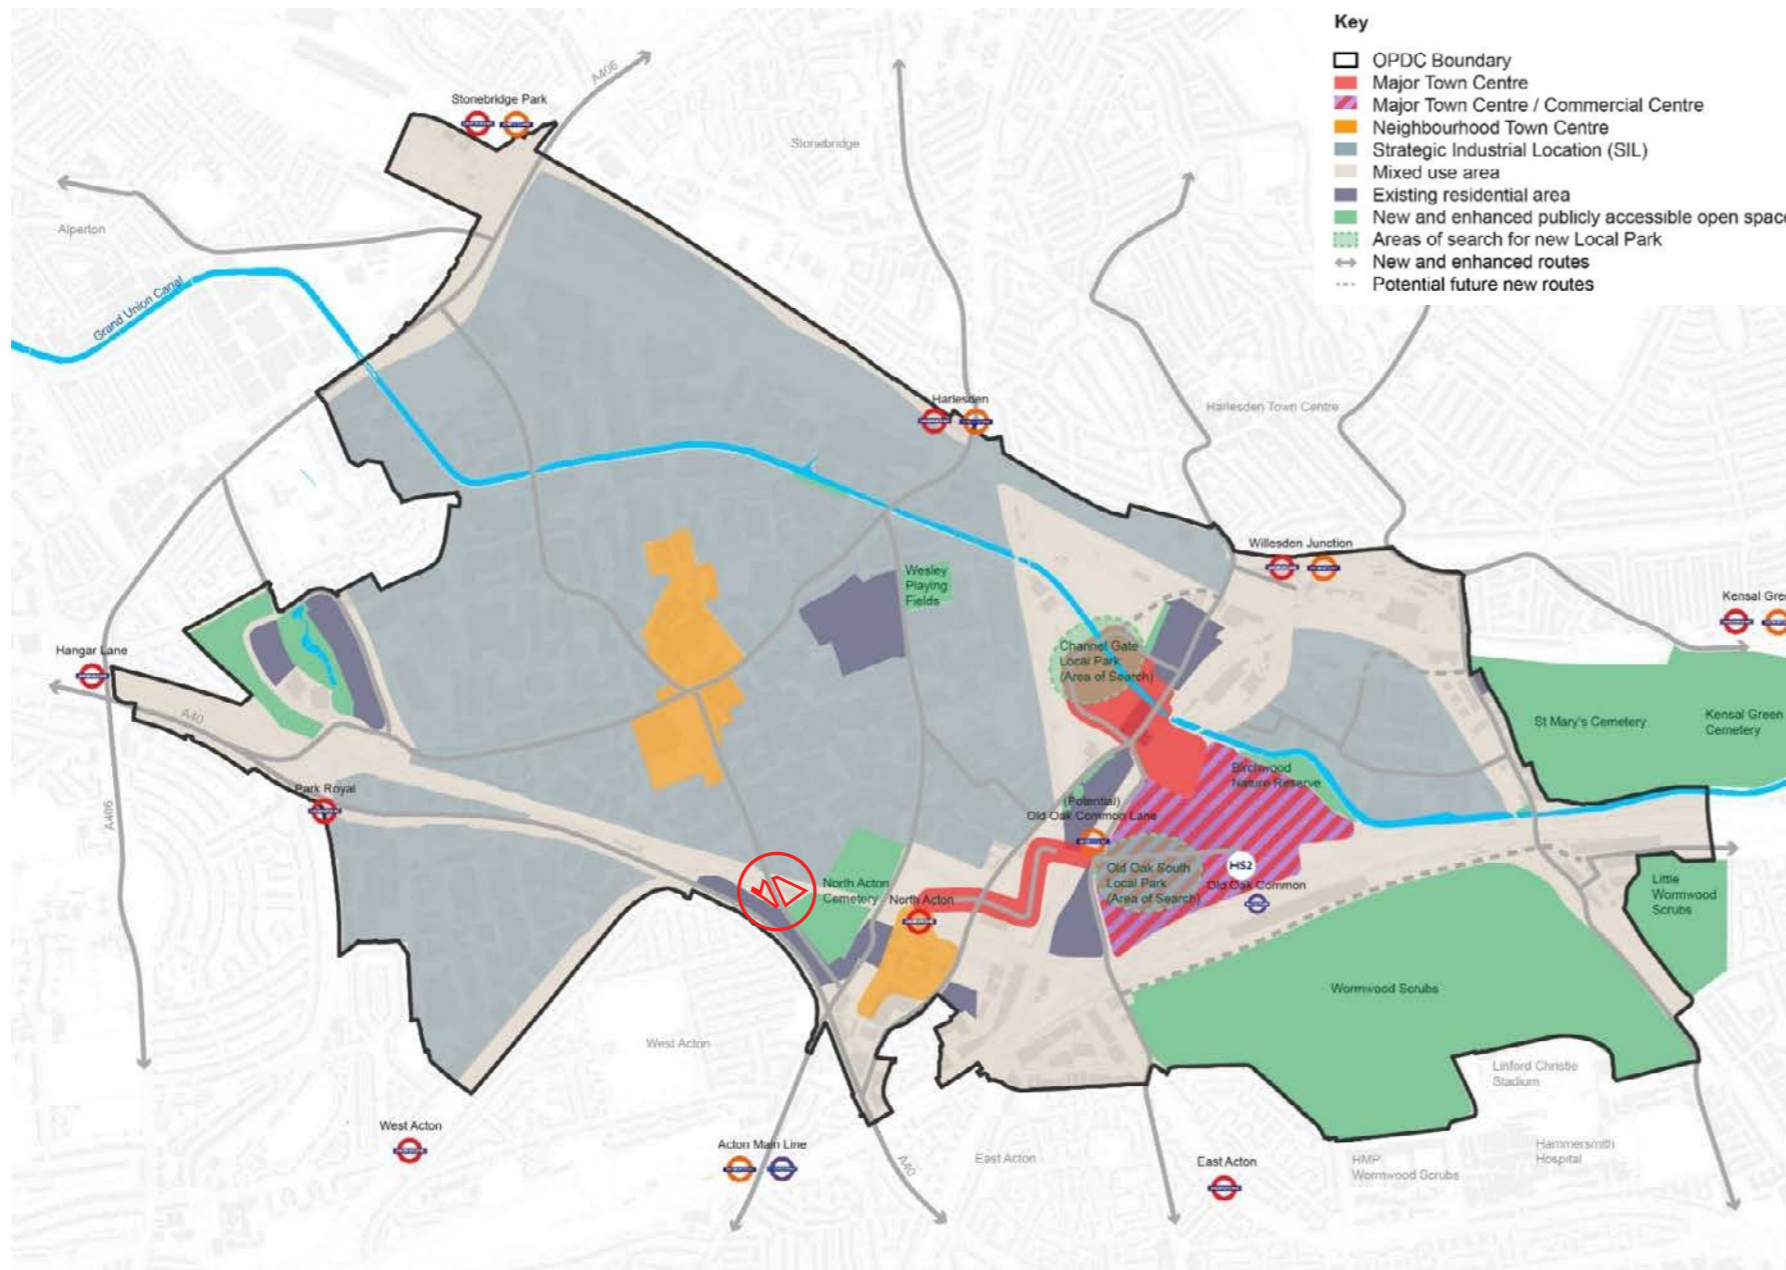 Key
OPDC Boundary
Major Town Centre
Major Town Centre / Commercial Centre
Neighbourhood Town Centre
Strategic Industrial Location (SIL)
Mixed use area
Existing residential area
New and enhanced publicly accessible open space
Areas of search for new Local Park
New and enhanced routes
Potential future new routes
A406
Stonebridge Park
Stonebridge
Alperton
Grand Union Canal
Harlesden
Harlesden Town Centre
Willesden Junction
Wesley
Playing
Fields
Kensal Gree
Hangar Lane
Channel Gate
Local Park
(Area of Search)
A40
St Mary's Cemetery
Kensal Green
Cemetery
Birchwood
Nature Reserve
Park Royal
A406
(Potential)
Old Oak Common Lane
Old Oak South
Local Park
(Area of Search)
HS2
Old Oak Common
North Acton
Cemetery
North Acton
Little
Wormwood
Scrubs
Wormwood Scrubs
West Acton
Linford Christie
Stadium
West Acton
Acton Main Line
A40
East Acton
East Acton
HMP
Wormwood Scrubs
Hammersmith
Hospital